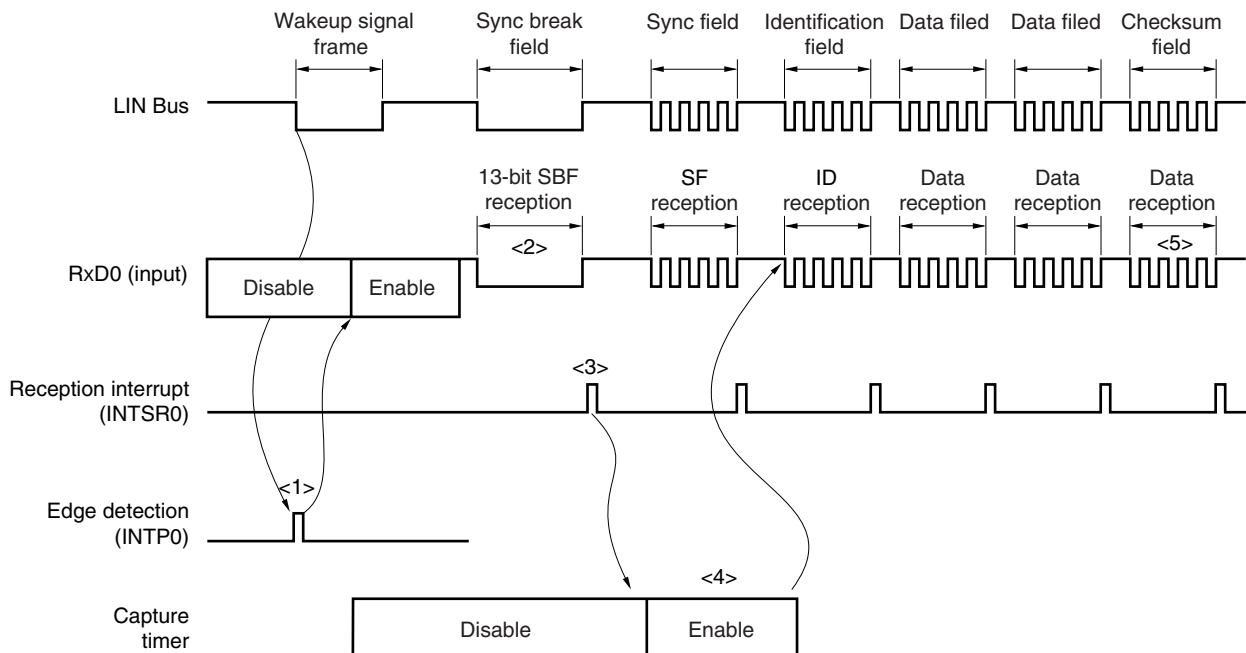 Wakeup signal
frame
Sync break
field
Sync field
Identification
field
Data filed
Data filed
Checksum
field
LIN Bus
13-bit SBF
reception
SF
reception
ID
reception
Data
reception
Data
reception
Data
reception
<2>
<5>
RxD0 (input)
Disable
Enable
Reception interrupt
(INTSR0)
<3>
Edge detection
(INTP0)
<1>
Capture
timer
Disable
<4>
Enable